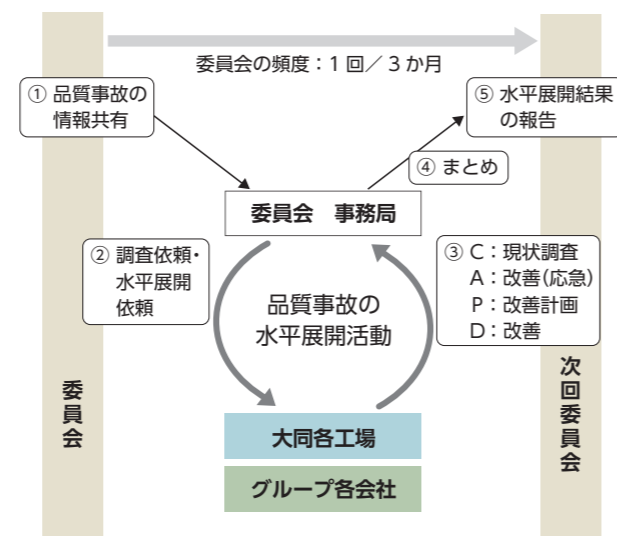 委員会の頻度：1 回／ 3 か月
① 品質事故の
情報共有
⑤ 水平展開結果
の報告
④ まとめ
委員会　事務局
② 調査依頼・
水平展開
依頼
③ C：現状調査
A：改善（応急）
P：改善計画
D：改善
品質事故の
水平展開活動
委員会
次回委員会
大同各工場
グループ各会社